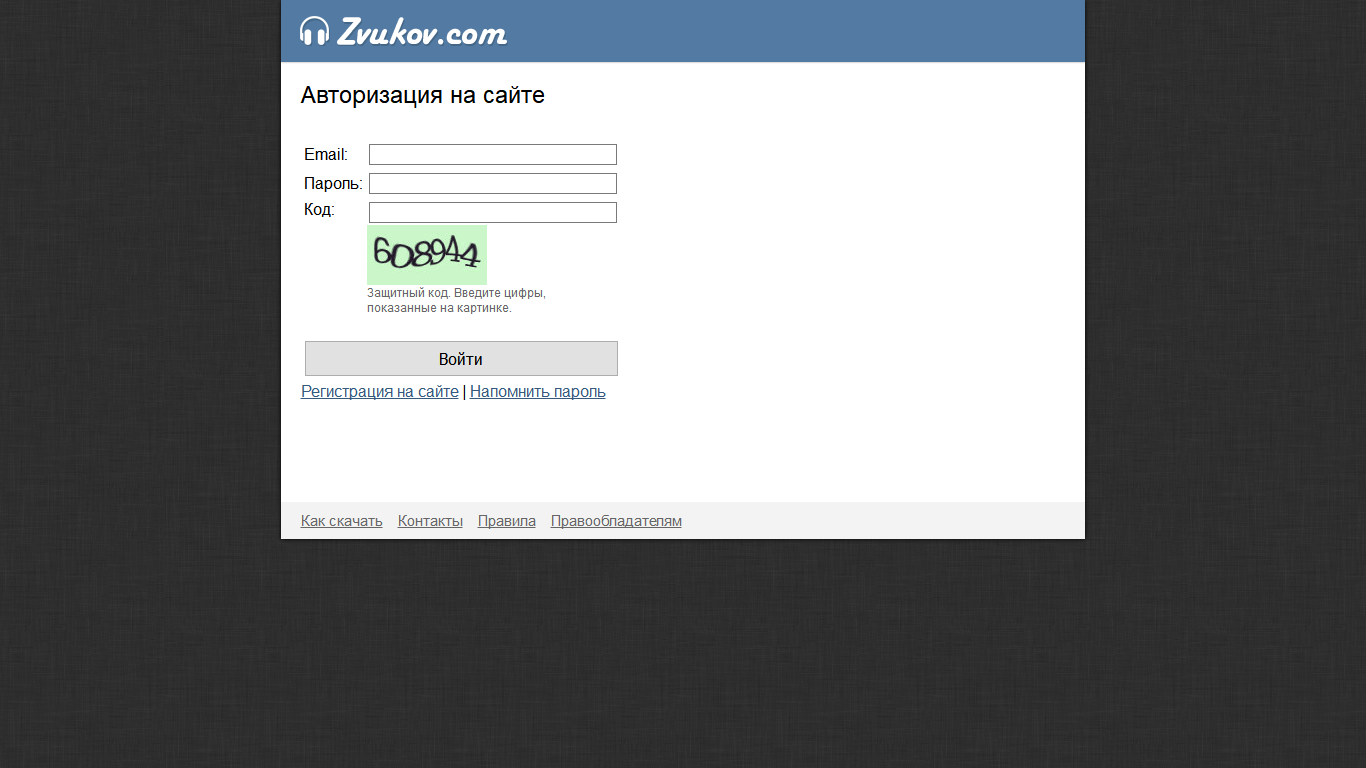 Zvukov.com
Авторизация на сайте
Email:
Пароль:
Код:
608944
Защитный код. Введите цифры,
показанные на картинке.
Войти
Регистрация на сайте | Напомнить пароль
Как скачать Контакты Правила Правообладателям